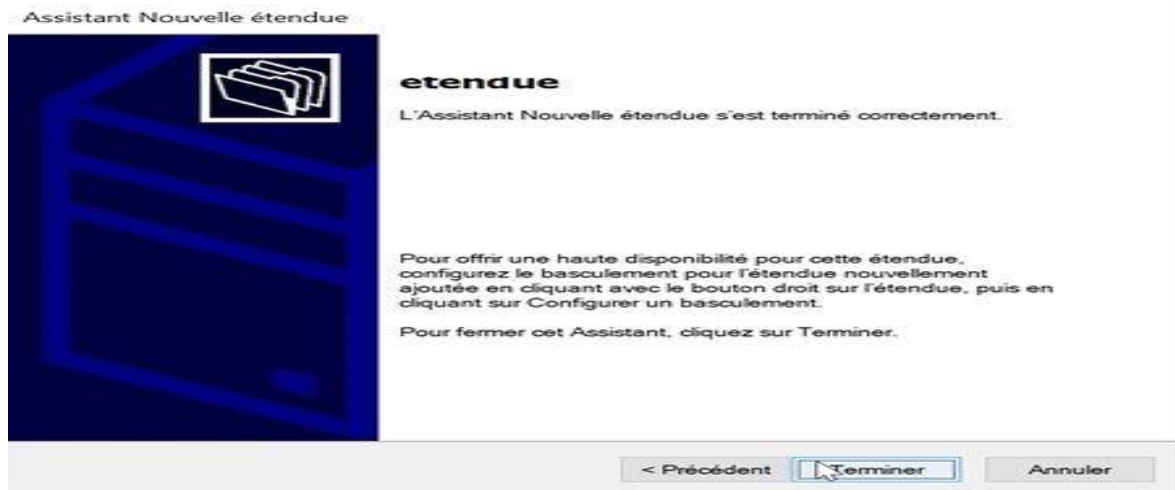 Assistant Nouvelle étendue
etendue
L'Assistant Nouvelle étendue s'est terminé correctement.
Pour offrir une haute disponibilité pour cette étendue,
configurez le basculement pour l'étendue nouvellement
ajoutée en cliquant avec le bouton droit sur l'étendue, puis en
cliquant sur Configurer un basculement.
Pour fermer cet Assistant, cliquez sur Terminer.
< Précédent Terminer Annuler